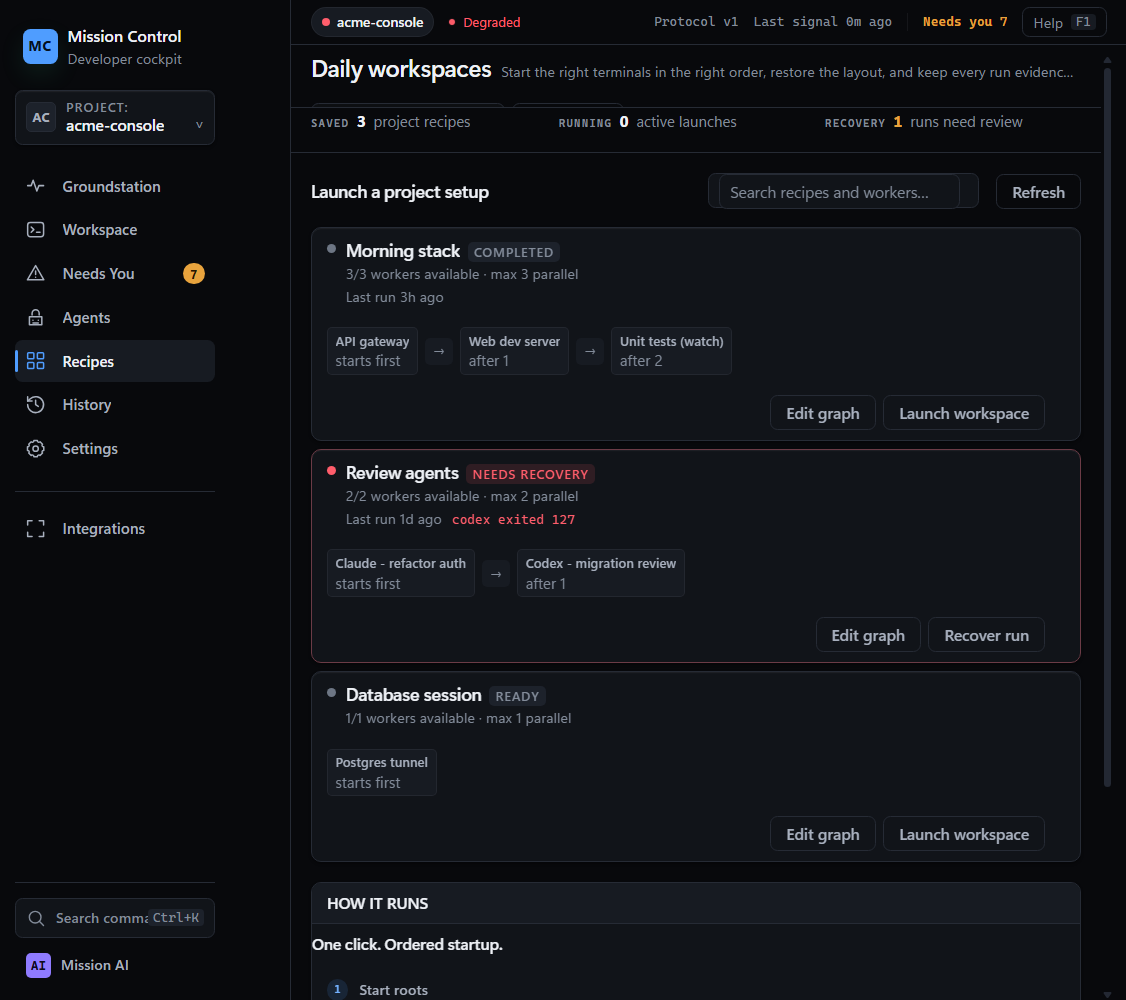 MC
Mission Control
Developer cockpit
AC
PROJECT:
acme-console
v
Groundstation
Workspace
Needs You 7
Agents
Recipes
History
Settings
Integrations
Search comma Ctrl+K
AI Mission AI
acme-console Degraded Protocol v1 Last signal 0m ago Needs you 7 Help F1
Daily workspaces Start the right terminals in the right order, restore the layout, and keep every run evidenc...
SAVED 3 project recipes RUNNING 0 active launches RECOVERY 1 runs need review
Launch a project setup Search recipes and workers... Refresh
Morning stack COMPLETED
3/3 workers available · max 3 parallel
Last run 3h ago
API gateway → Web dev server → Unit tests (watch)
starts first after 1 after 2
Edit graph Launch workspace
Review agents NEEDS RECOVERY
2/2 workers available · max 2 parallel
Last run 1d ago codex exited 127
Claude - refactor auth → Codex - migration review
starts first after 1
Edit graph Recover run
Database session READY
1/1 workers available · max 1 parallel
Postgres tunnel
starts first
Edit graph Launch workspace
HOW IT RUNS
One click. Ordered startup.
1 Start roots